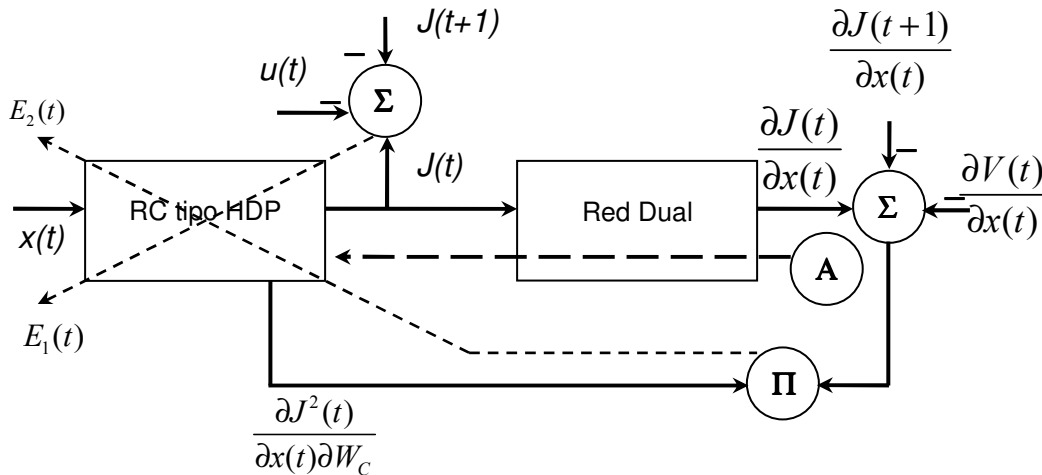 J(t+1)
∂J(t+1)
∂x(t)
u(t)
−
−
Σ
E₂(t)
J(t)
∂J(t)
∂x(t)
−
∂V(t)
∂x(t)
−
Σ
RC tipo HDP
Red Dual
x(t)
A
E₁(t)
Π
∂J²(t)
∂x(t)∂W_C